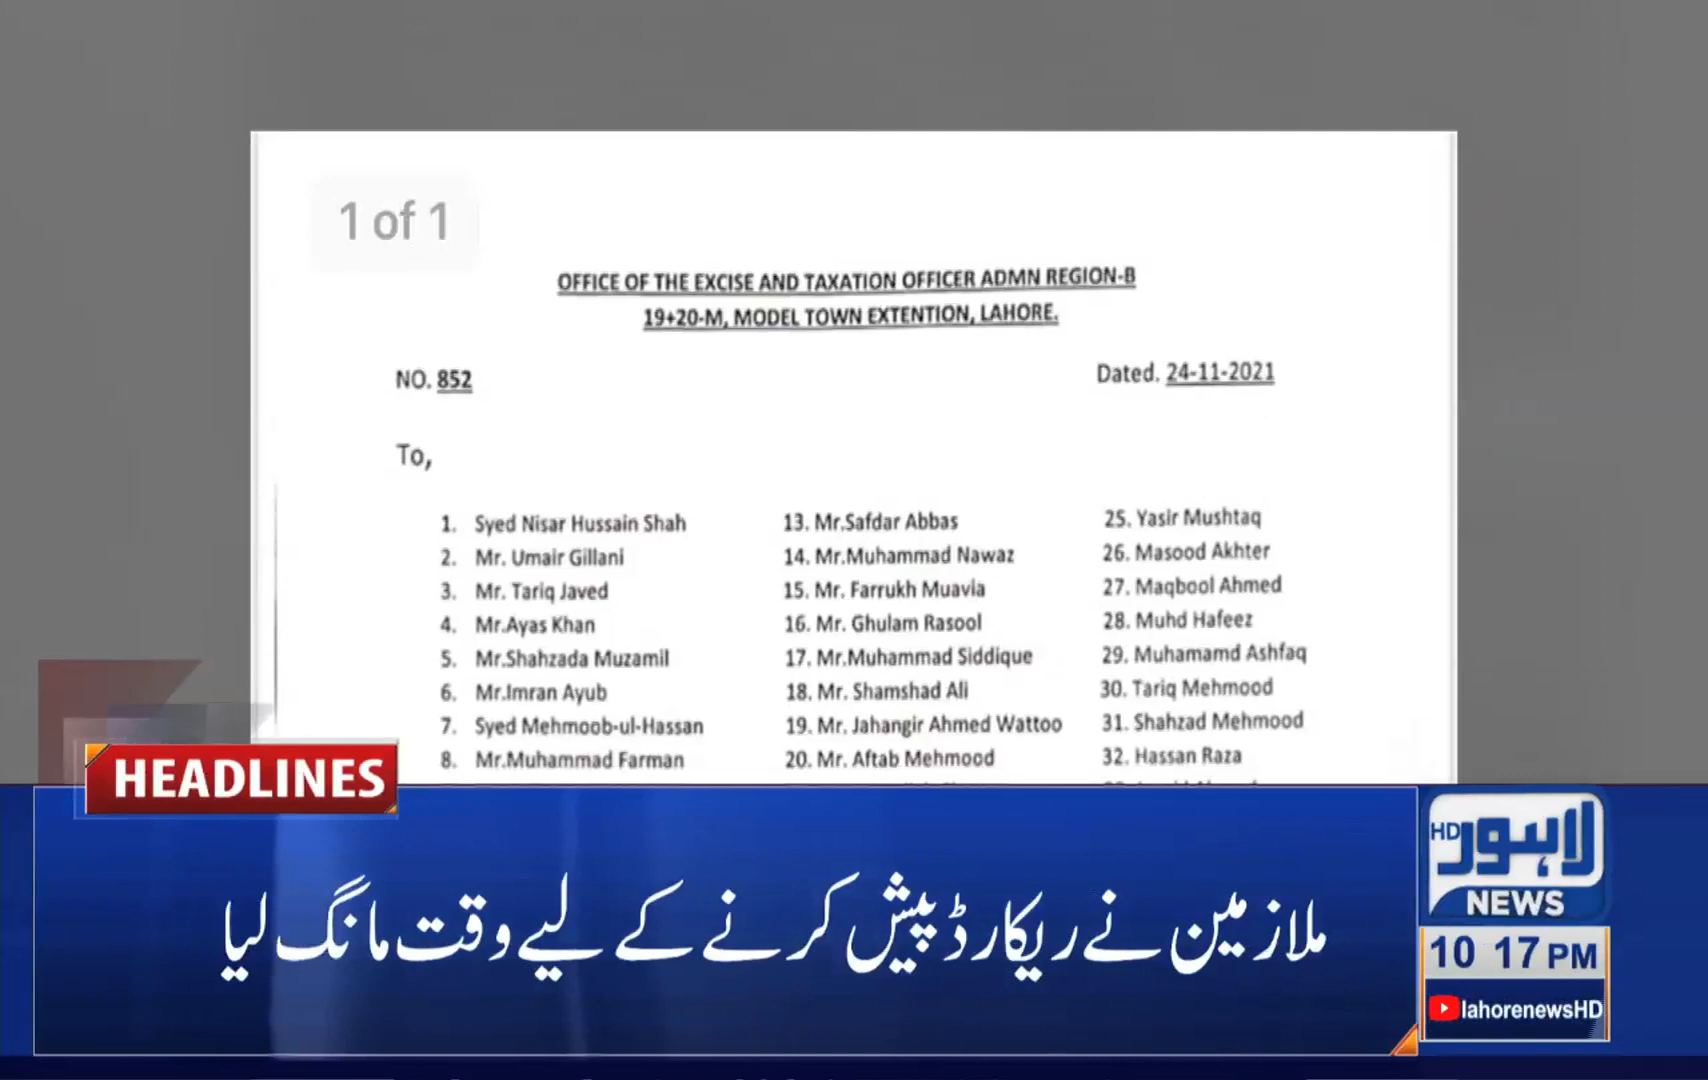 1 of 1
OFFICE OF THE EXCISE AND TAXATION OFFICER ADMN REGION-B
19+20-M, MODEL TOWN EXTENTION, LAHORE.
NO. 852
Dated. 24-11-2021
To,
1. Syed Nisar Hussain Shah
2. Mr. Umair Gillani
3. Mr. Tariq Javed
4. Mr.Ayas Khan
5. Mr.Shahzada Muzamil
6. Mr.Imran Ayub
7. Syed Mehmoob-ul-Hassan
8. Mr.Muhammad Farman
13. Mr.Safdar Abbas
14. Mr.Muhammad Nawaz
15. Mr. Farrukh Muavia
16. Mr. Ghulam Rasool
17. Mr.Muhammad Siddique
18. Mr. Shamshad Ali
19. Mr. Jahangir Ahmed Wattoo
20. Mr. Aftab Mehmood
25. Yasir Mushtaq
26. Masood Akhter
27. Maqbool Ahmed
28. Muhd Hafeez
29. Muhamamd Ashfaq
30. Tariq Mehmood
31. Shahzad Mehmood
32. Hassan Raza
HEADLINES
ملازمین نے ریکارڈ پیش کرنے کے لیے وقت مانگ لیا
لاہور HD
NEWS
10 17 PM
lahorenewsHD